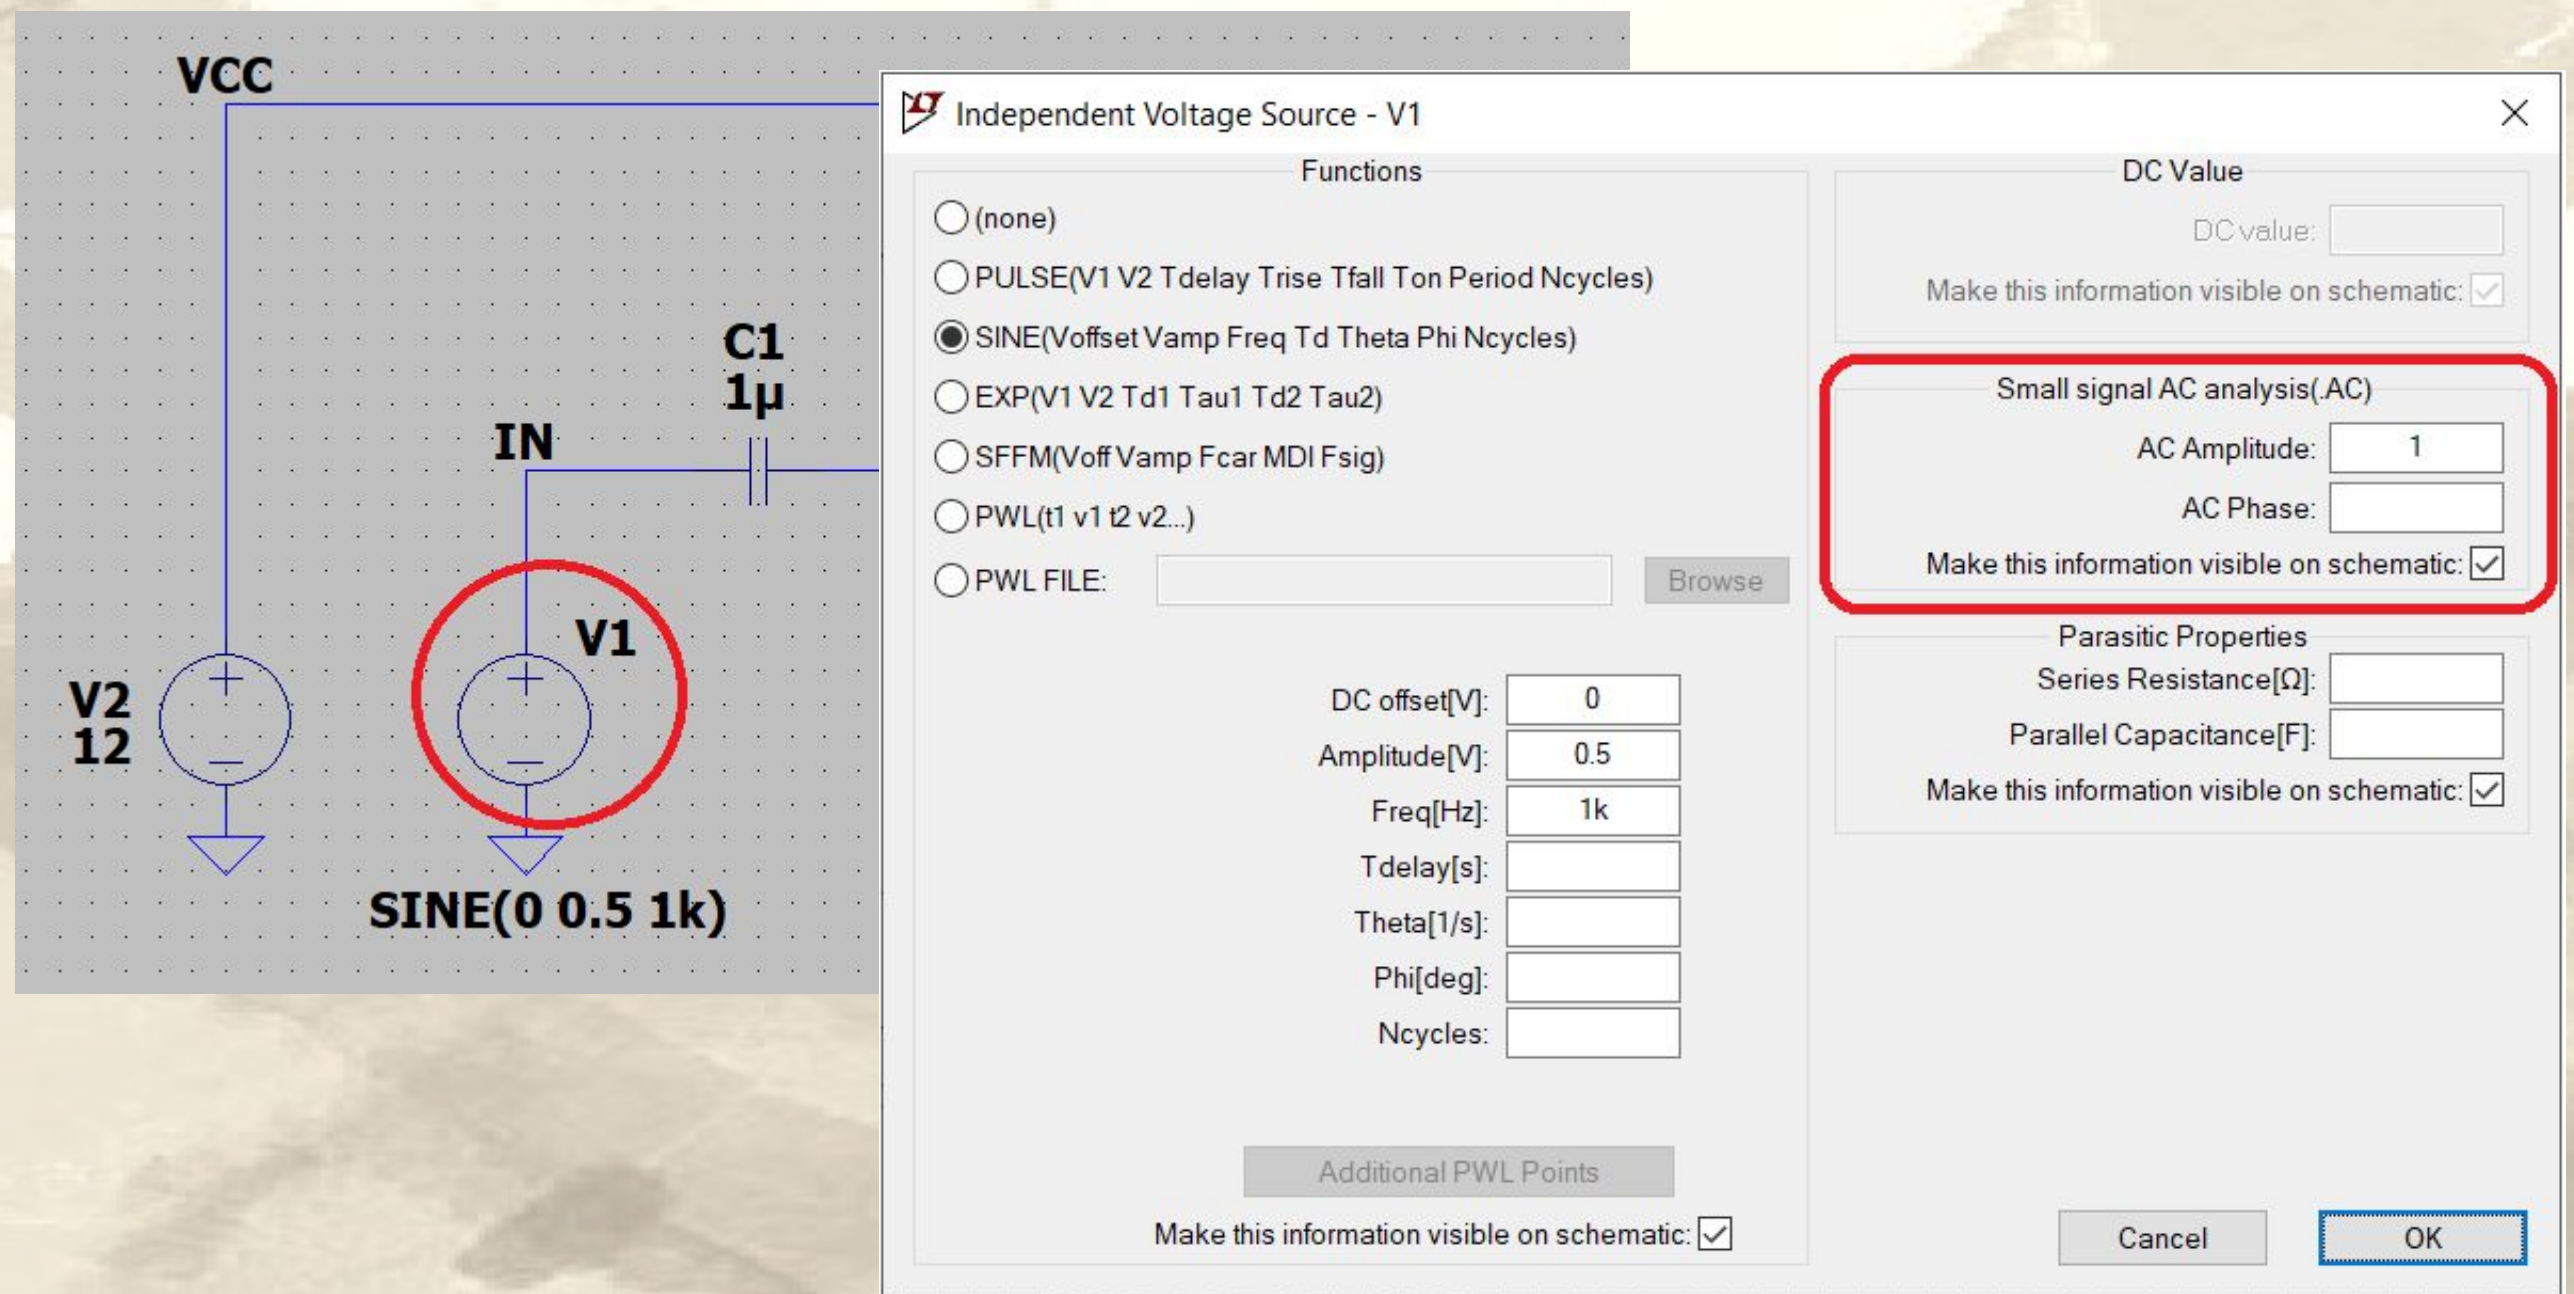 VCC
C1
1µ
IN
V1
V2
12
SINE(0 0.5 1k)
Independent Voltage Source - V1
Functions
(none)
PULSE(V1 V2 Tdelay Trise Tfall Ton Period Ncycles)
SINE(Voffset Vamp Freq Td Theta Phi Ncycles)
EXP(V1 V2 Td1 Tau1 Td2 Tau2)
SFFM(Voff Vamp Fcar MDI Fsig)
PWL(t1 v1 t2 v2...)
PWL FILE:
Browse
DC offset[V]: 0
Amplitude[V]: 0.5
Freq[Hz]: 1k
Tdelay[s]:
Theta[1/s]:
Phi[deg]:
Ncycles:
Additional PWL Points
Make this information visible on schematic:
DC Value
DC value:
Make this information visible on schematic:
Small signal AC analysis(.AC)
AC Amplitude: 1
AC Phase:
Make this information visible on schematic:
Parasitic Properties
Series Resistance[Ω]:
Parallel Capacitance[F]:
Make this information visible on schematic:
Cancel
OK